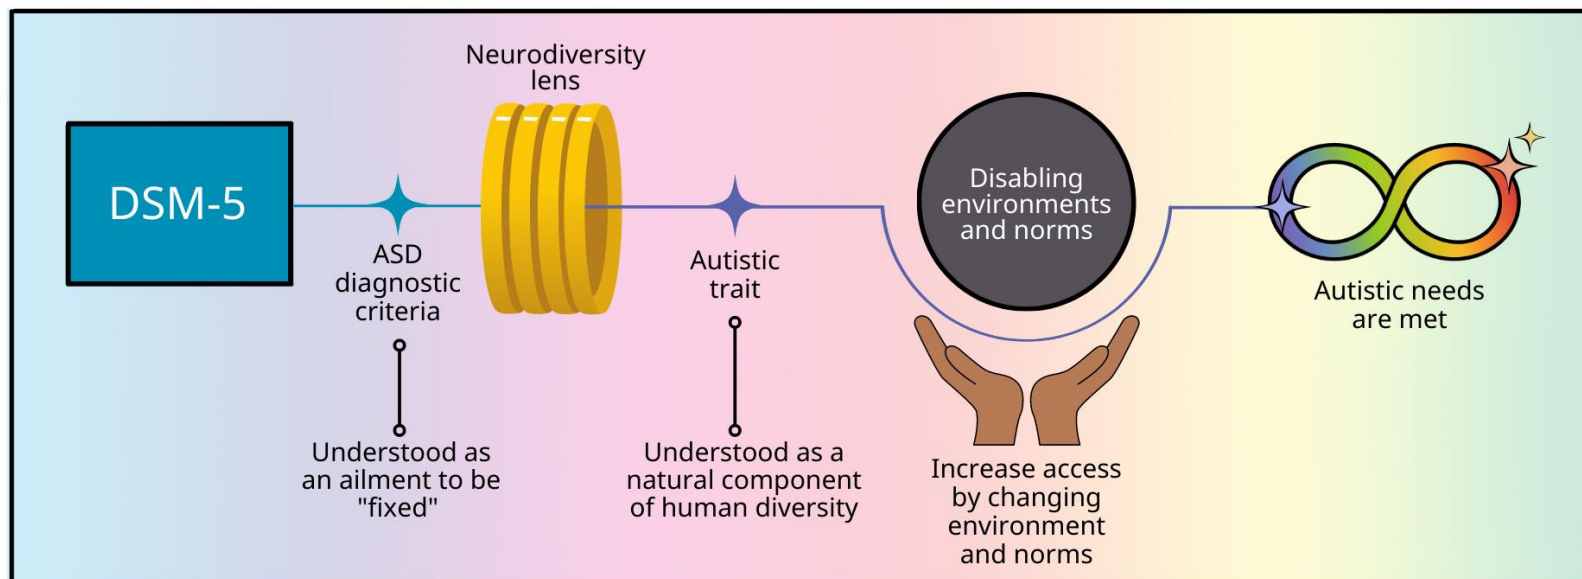 Neurodiversity
lens
DSM-5
ASD
diagnostic
criteria
Understood as
an ailment to be
"fixed"
Autistic
trait
Understood as a
natural component
of human diversity
Disabling
environments
and norms
Increase access
by changing
environment
and norms
Autistic needs
are met